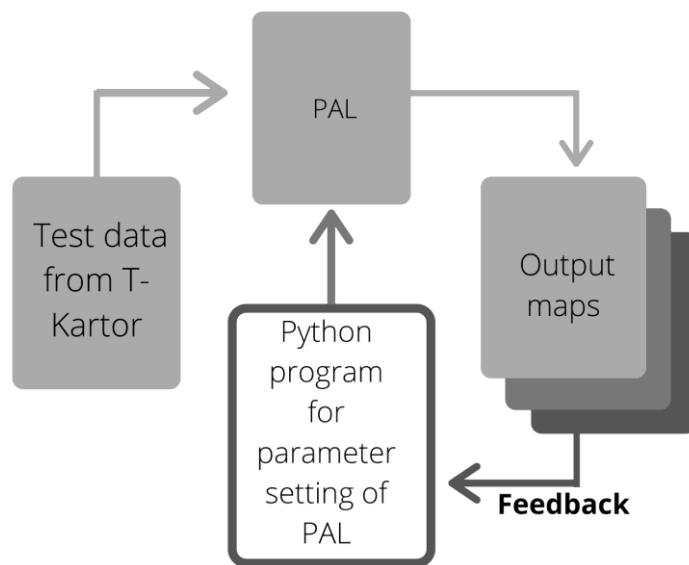 PAL
Test data
from T-
Kartor
Output
maps
Python
program
for
parameter
setting of
PAL
Feedback